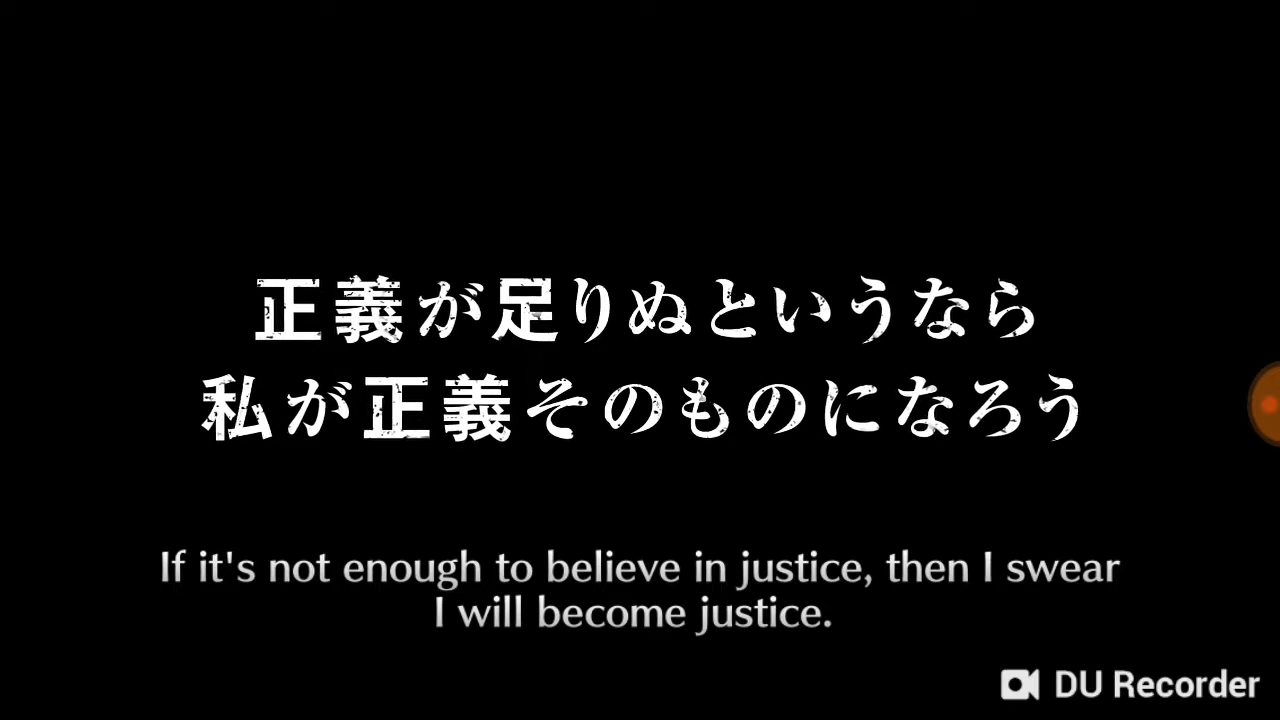 正義が足りぬというなら
私が正義そのものになろう
If it's not enough to believe in justice, then I swear
I will become justice.
DU Recorder